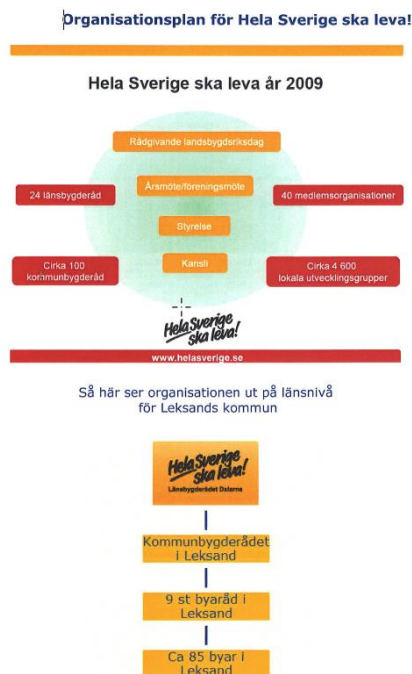 Organisationsplan för Hela Sverige ska leva!
Hela Sverige ska leva år 2009
Rådgivande landsbygdsriksdag
24 länsbygderåd
Årsmöte/föreningsmöte
40 medlemsorganisationer
Styrelse
Cirka 100
kommunbygderåd
Kansli
Cirka 4 600
lokala utvecklingsgrupper
Hela Sverige
ska leva!
www.helasverige.se
Så här ser organisationen ut på länsnivå
för Leksands kommun
Hela Sverige
ska leva!
Länsbygderådet Dalarna
Kommunbygderådet
i Leksand
9 st byaråd i
Leksand
Ca 85 byar i
Leksand